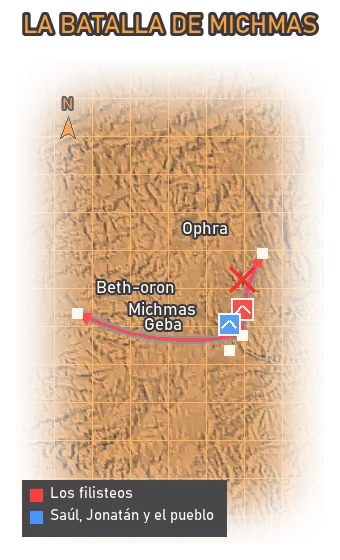 LA BATALLA DE MICHMAS
N
Ophra
Beth-oron
Michmas
Geba
Los filisteos
Saúl, Jonatán y el pueblo